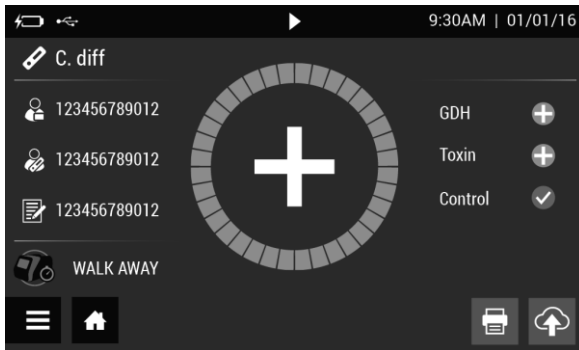 9:30AM | 01/01/16
C. diff
123456789012
123456789012
123456789012
WALK AWAY
GDH
Toxin
Control